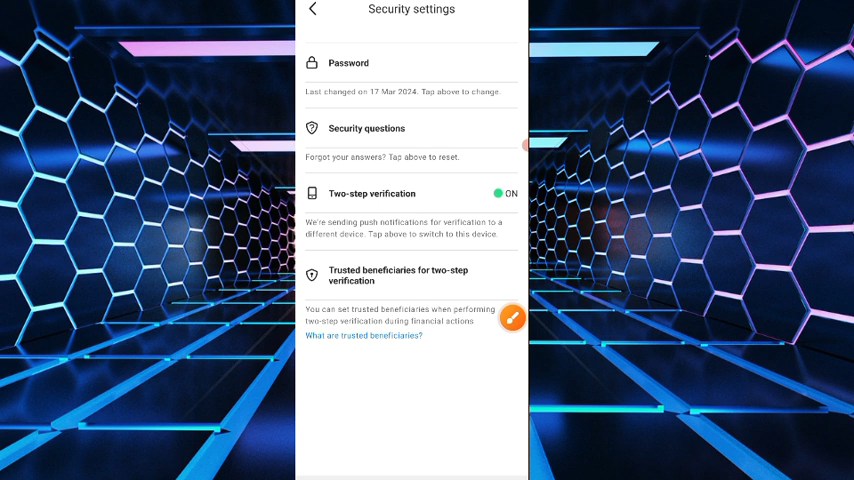 Security settings
Password
Last changed on 17 Mar 2024. Tap above to change.
Security questions
Forgot your answers? Tap above to reset.
Two-step verification
ON
We're sending push notifications for verification to a
different device. Tap above to switch to this device.
Trusted beneficiaries for two-step
verification
You can set trusted beneficiaries when performing
two-step verification during financial actions
What are trusted beneficiaries?